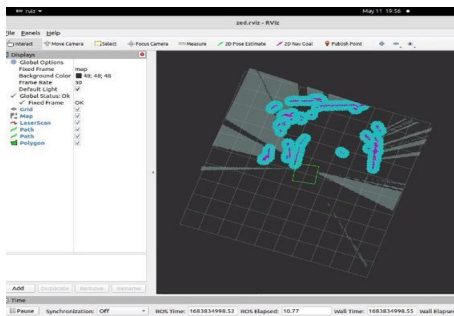 rviz
May 11 19:56
zed.rviz - RViz
File Panels Help
Interact Move Camera Select Focus Camera Measure 2D Pose Estimate 2D Nav Goal Publish Point
Displays
Global Options
Fixed Frame map
Background Color 48; 48; 48
Frame Rate 30
Default Light
Global Status: Ok
Fixed Frame OK
Grid
Map
LaserScan
Path
Path
Polygon
Add Duplicate Remove Rename
Time
Pause Synchronization: Off ROS Time: 1683834998.52 ROS Elapsed: 10.77 Wall Time: 1683834998.55 Wall Elapsed